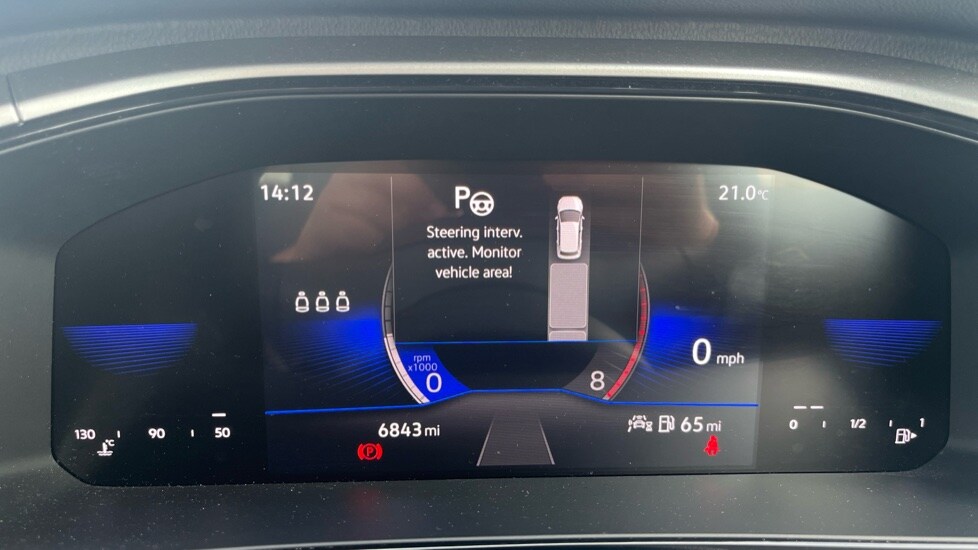 14:12
P
21.0°C
Steering interv.
active. Monitor
vehicle area!
rpm
x1000
0
8
0 mph
130
90
50
°C
6843 mi
65 mi
0
1/2
1
(P)